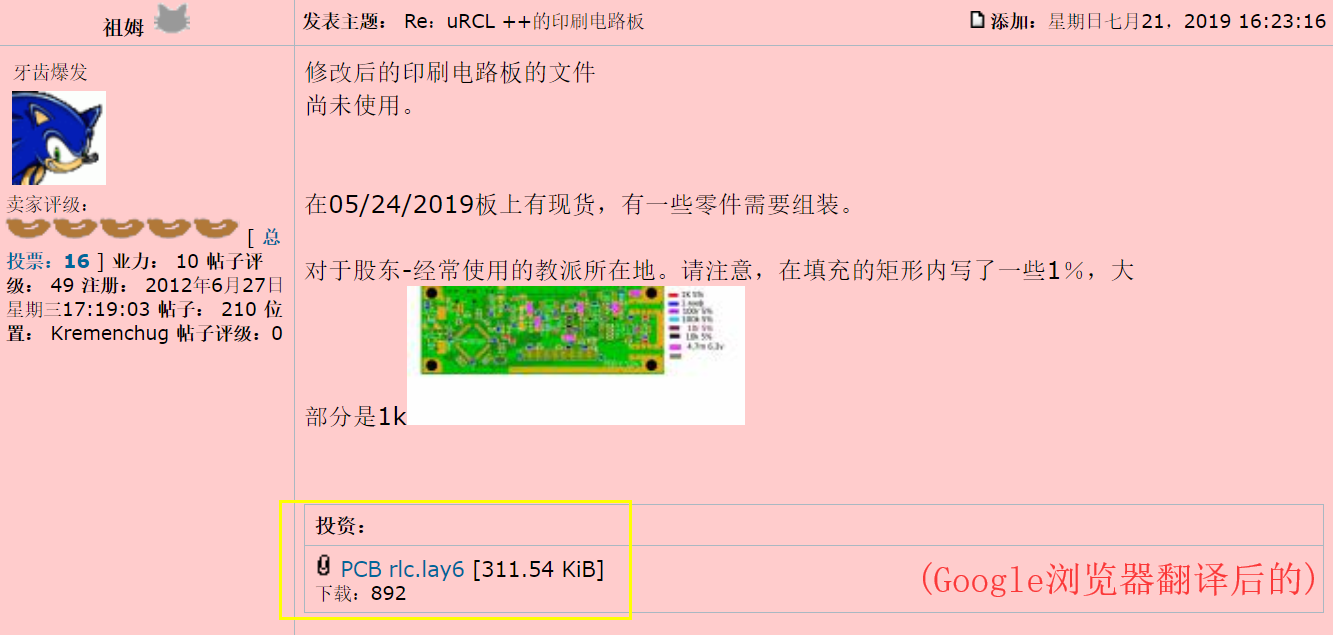 祖姆
发表主题： Re：uRCL ++的印刷电路板
添加：星期日七月21，2019 16:23:16
牙齿爆发
卖家评级：
[ 总
投票：16 ] 业力： 10 帖子评
级： 49 注册： 2012年6月27日
星期三17:19:03 帖子： 210 位
置： Kremenchug 帖子评级：0
修改后的印刷电路板的文件
尚未使用。
在05/24/2019板上有现货，有一些零件需要组装。
对于股东-经常使用的教派所在地。请注意，在填充的矩形内写了一些1％，大
1K 5%
100r 5%
100k 5%
10r 5%
10k 5%
4.7m 6.3v
部分是1k
投资：
PCB rlc.lay6 [311.54 KiB]
下载：892
(Google浏览器翻译后的)